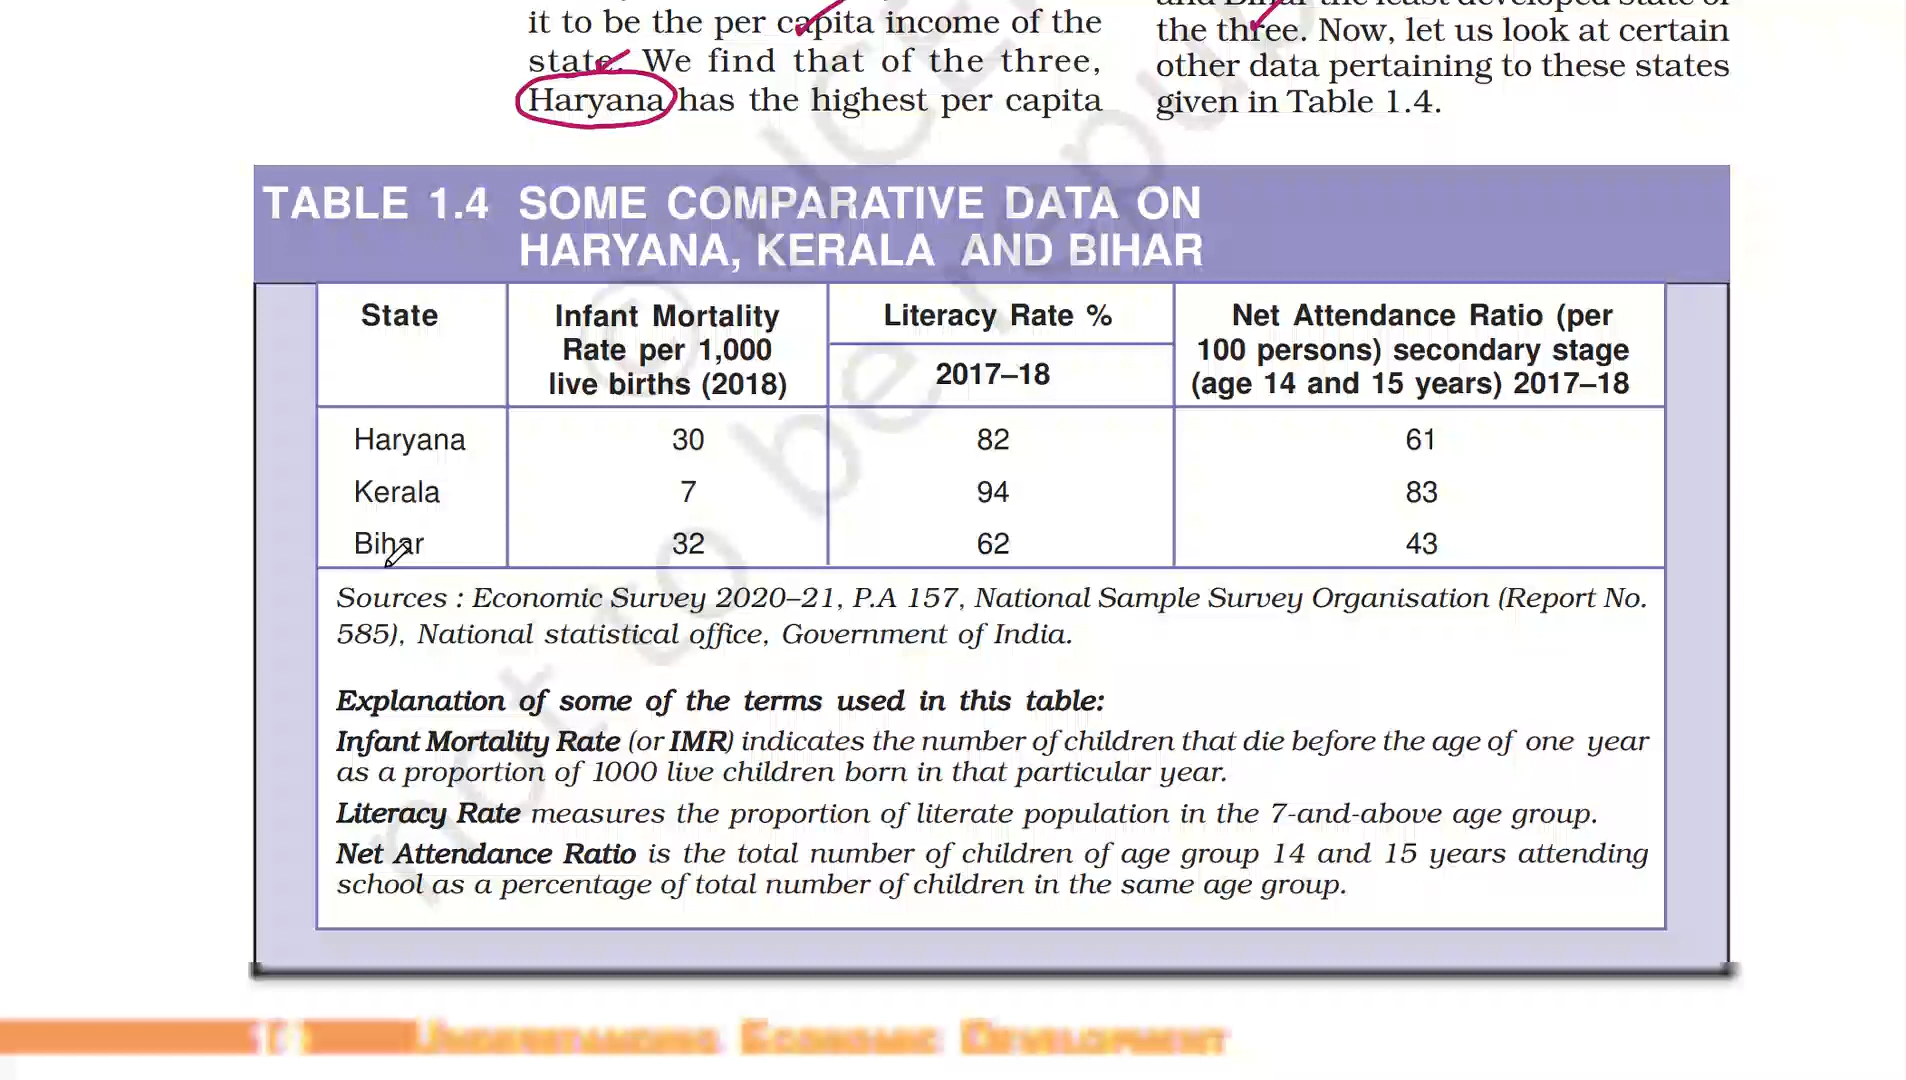 it to be the per capita income of the
state. We find that of the three,
Haryana has the highest per capita
the three. Now, let us look at certain
other data pertaining to these states
given in Table 1.4.
TABLE 1.4 SOME COMPARATIVE DATA ON
HARYANA, KERALA AND BIHAR
State
Infant Mortality
Rate per 1,000
live births (2018)
Literacy Rate %
2017–18
Net Attendance Ratio (per
100 persons) secondary stage
(age 14 and 15 years) 2017–18
Haryana 30 82 61
Kerala 7 94 83
Bihar 32 62 43
Sources : Economic Survey 2020–21, P.A 157, National Sample Survey Organisation (Report No.
585), National statistical office, Government of India.
Explanation of some of the terms used in this table:
Infant Mortality Rate (or IMR) indicates the number of children that die before the age of one year
as a proportion of 1000 live children born in that particular year.
Literacy Rate measures the proportion of literate population in the 7-and-above age group.
Net Attendance Ratio is the total number of children of age group 14 and 15 years attending
school as a percentage of total number of children in the same age group.
UNDERSTANDING ECONOMIC DEVELOPMENT
not to be repub